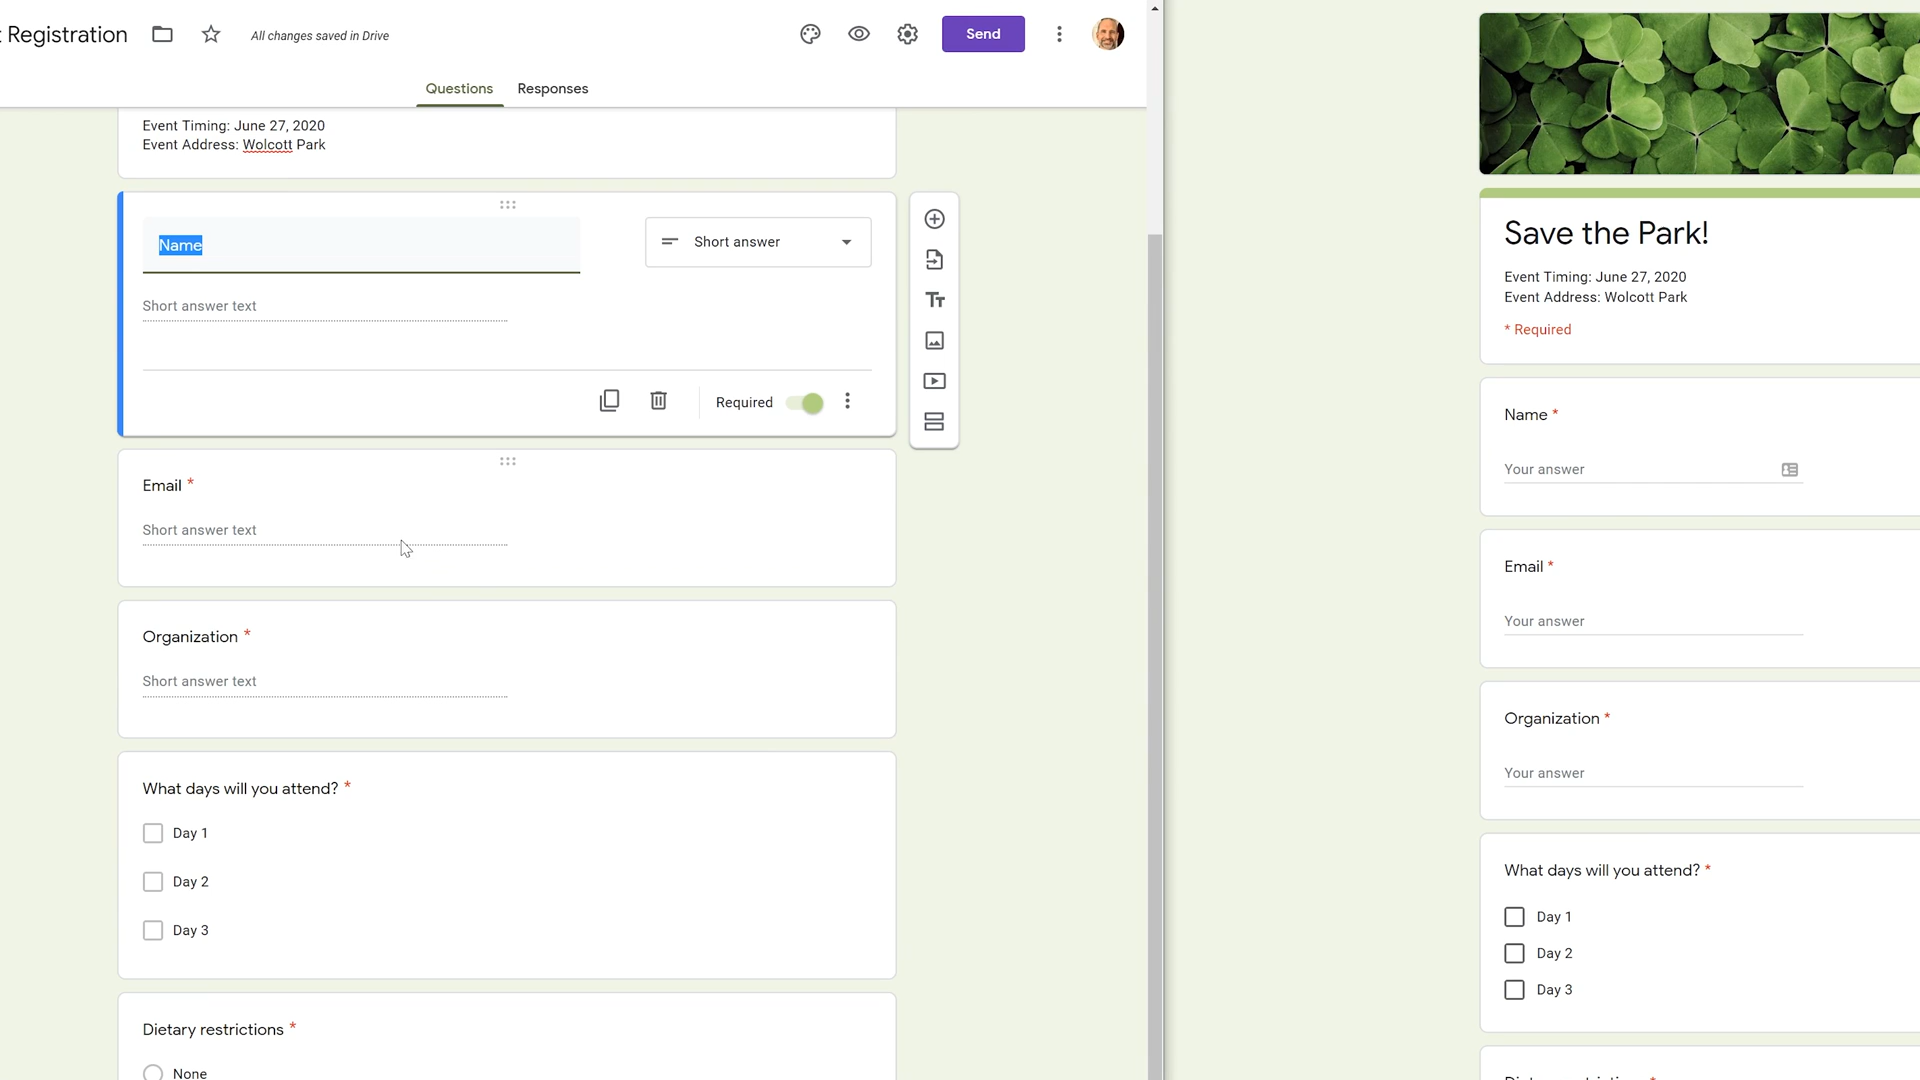 Registration
All changes saved in Drive
Send
Questions Responses
Event Timing: June 27, 2020
Event Address: Wolcott Park
Name
Short answer
Short answer text
Required
Email *
Short answer text
Organization *
Short answer text
What days will you attend? *
Day 1
Day 2
Day 3
Dietary restrictions *
None
Save the Park!
Event Timing: June 27, 2020
Event Address: Wolcott Park
* Required
Name *
Your answer
Email *
Your answer
Organization *
Your answer
What days will you attend? *
Day 1
Day 2
Day 3